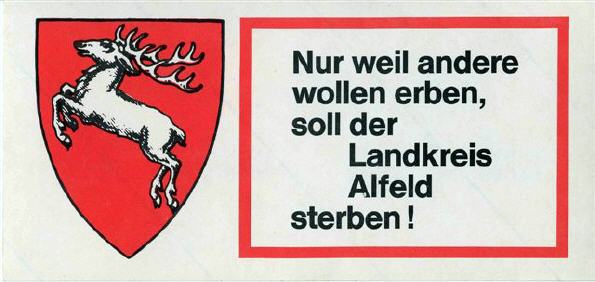 Nur weil andere
wollen erben,
soll der
Landkreis
Alfeld
sterben!